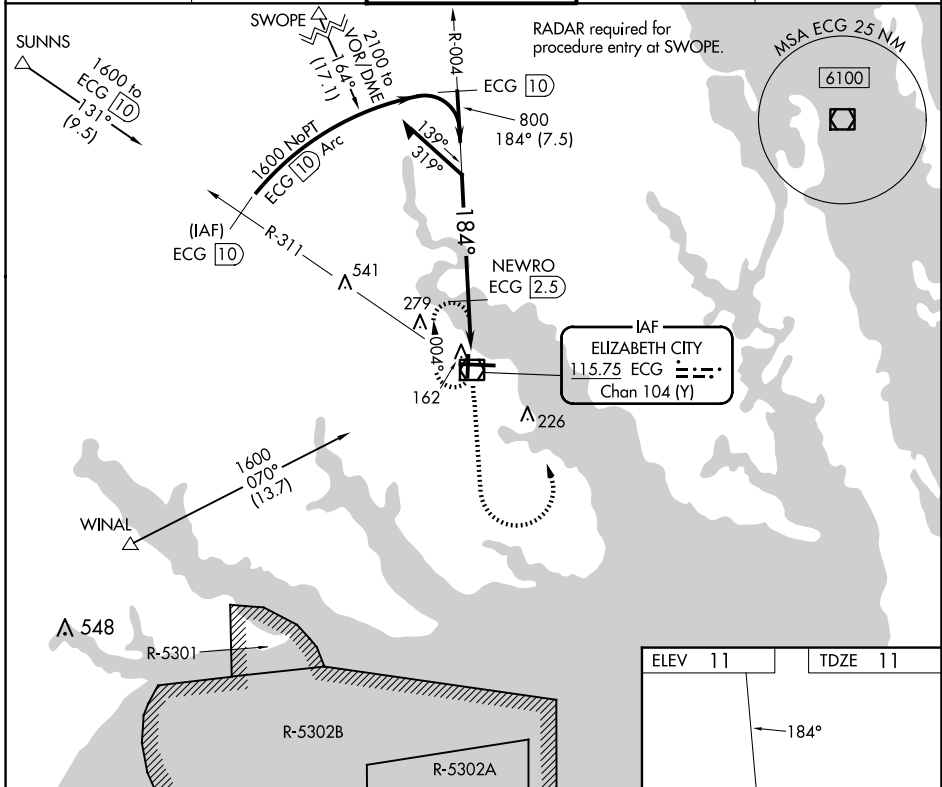 SUNNS
1600 to
ECG 10
131°
(9.5)
SWOPE
2100 to
VOR/DME
164°
(17.1)
R-004
RADAR required for
procedure entry at SWOPE.
MSA ECG 25 NM
6100
ECG 10
800
184° (7.5)
1600 NoPT
ECG 10 Arc
139°
319°
(IAF)
ECG 10
R-311
184°
541
NEWRO
ECG 2.5
279
004°
162
IAF
ELIZABETH CITY
115.75 ECG
Chan 104 (Y)
226
1600
070°
(13.7)
WINAL
548
R-5301
R-5302B
R-5302A
ELEV 11
TDZE 11
184°